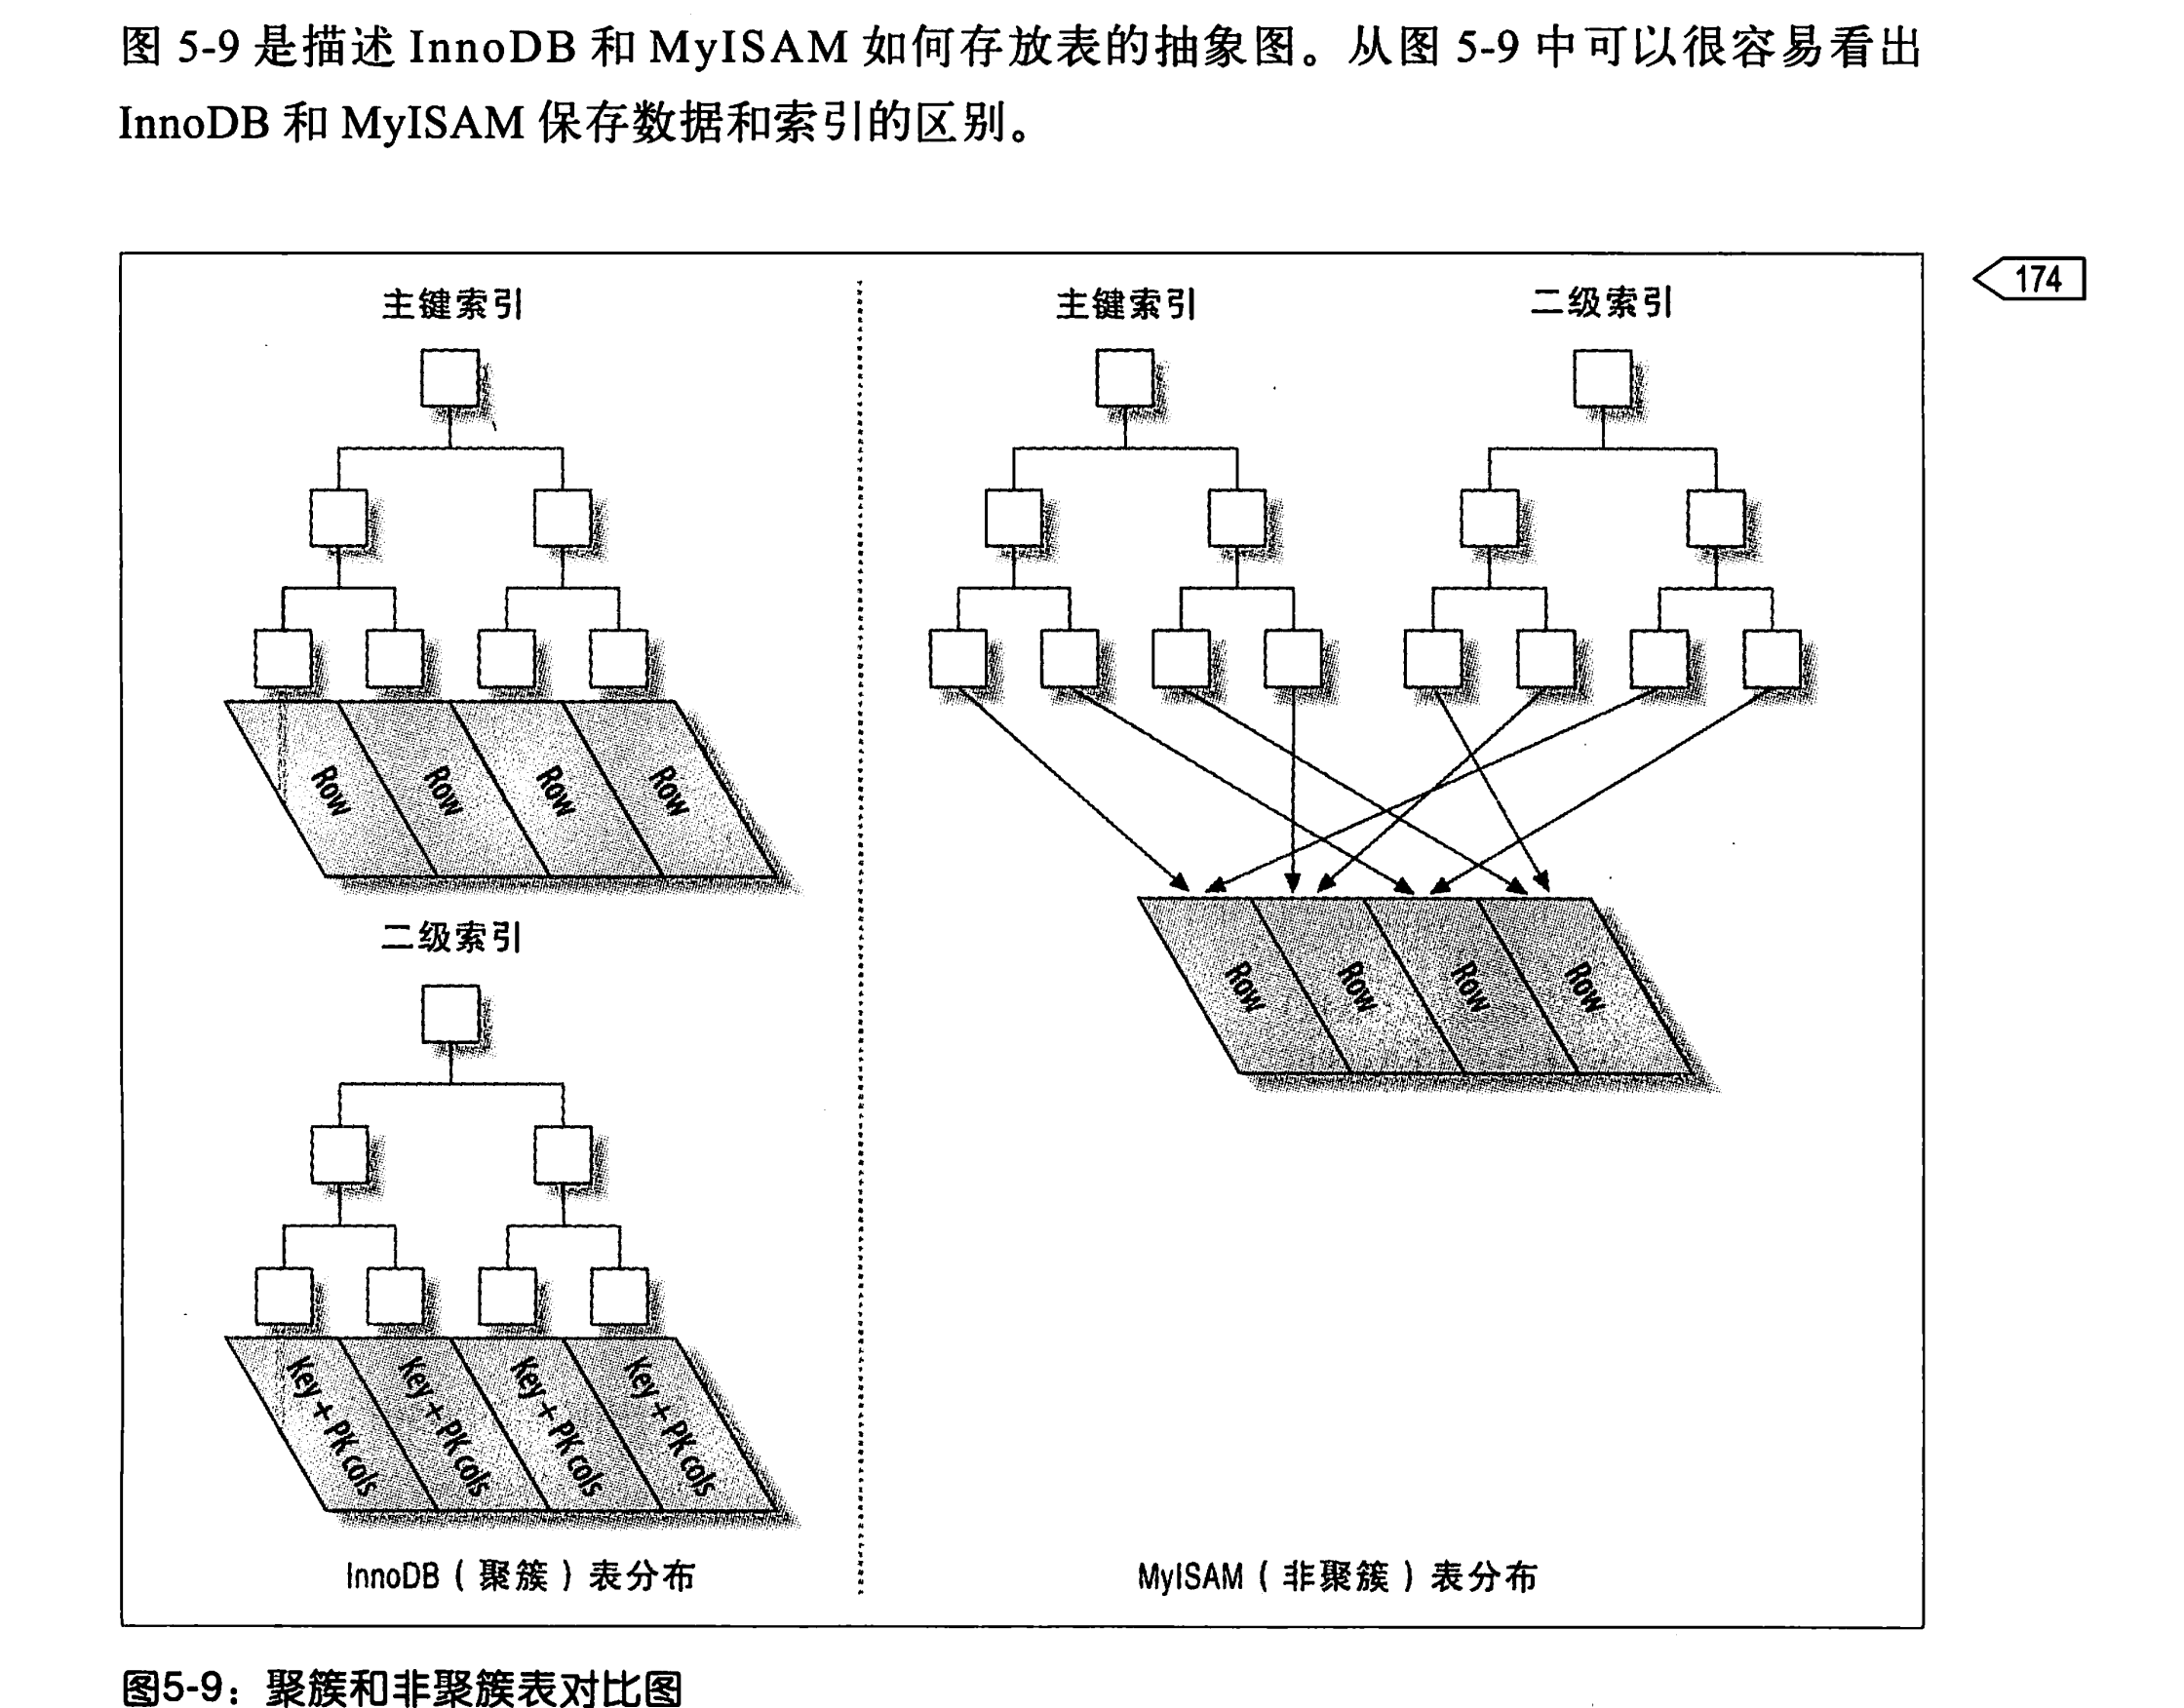 图 5-9 是描述 InnoDB 和 MyISAM 如何存放表的抽象图。从图 5-9 中可以很容易看出
InnoDB 和 MyISAM 保存数据和索引的区别。
174
主键索引
Row
Row
Row
Row
二级索引
Key + PK cols
Key + PK cols
Key + PK cols
Key + PK cols
InnoDB（聚簇）表分布
主键索引
二级索引
Row
Row
Row
Row
MyISAM（非聚簇）表分布
图5-9：聚簇和非聚簇表对比图